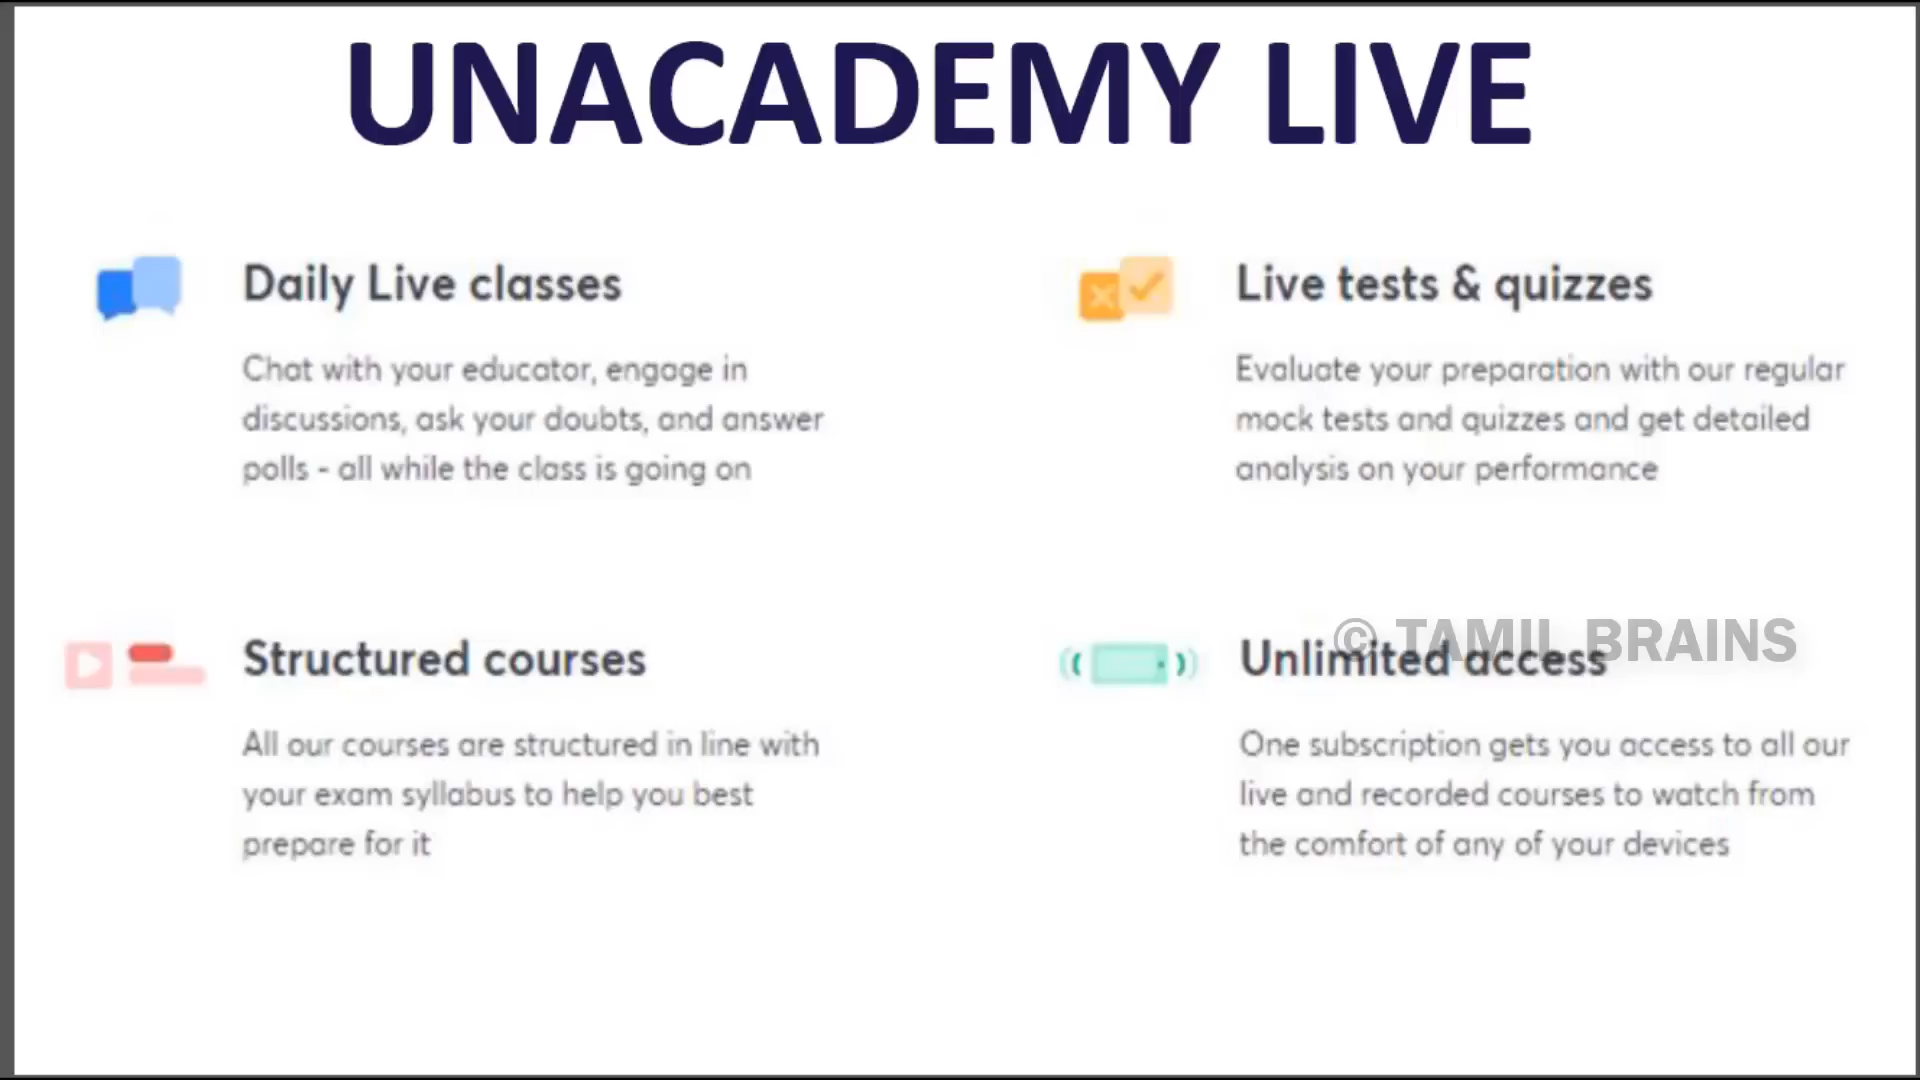 UNACADEMY LIVE
Daily Live classes
Chat with your educator, engage in
discussions, ask your doubts, and answer
polls - all while the class is going on
Live tests & quizzes
Evaluate your preparation with our regular
mock tests and quizzes and get detailed
analysis on your performance
Structured courses
All our courses are structured in line with
your exam syllabus to help you best
prepare for it
© TAMIL BRAINS
Unlimited access
One subscription gets you access to all our
live and recorded courses to watch from
the comfort of any of your devices